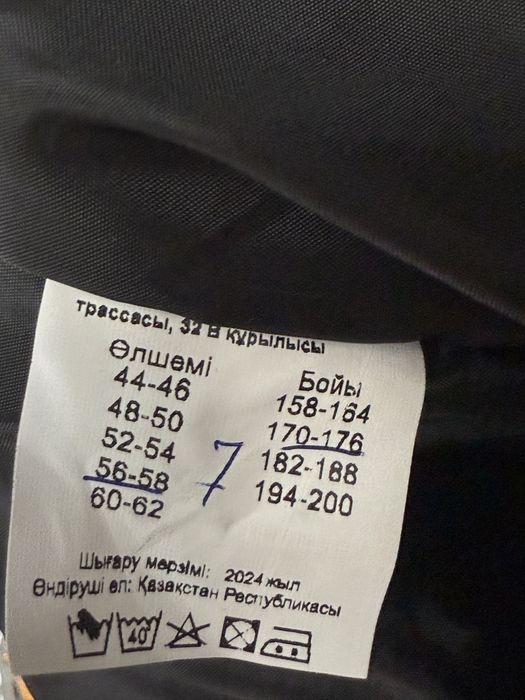 трассасы, 32 В құрылысы
Өлшемі
44-46
48-50
52-54
56-58
60-62
7
Бойы
158-164
170-176
182-188
194-200
Шығару мерзімі: 2024 жыл
Өндіруші ел: Қазақстан Республикасы
40